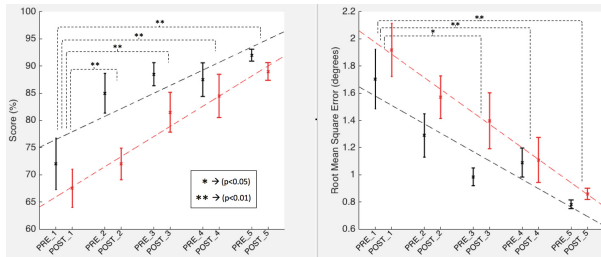 Score (%)
100
95
90
85
80
75
70
65
60
**
**
**
**
* → (p<0.05)
** → (p<0.01)
PRE_1
POST_1
PRE_2
POST_2
PRE_3
POST_3
PRE_4
POST_4
PRE_5
POST_5
Root Mean Square Error (degrees)
2.2
2
1.8
1.6
1.4
1.2
1
0.8
0.6
**
**
*
PRE_1
POST_1
PRE_2
POST_2
PRE_3
POST_3
PRE_4
POST_4
PRE_5
POST_5